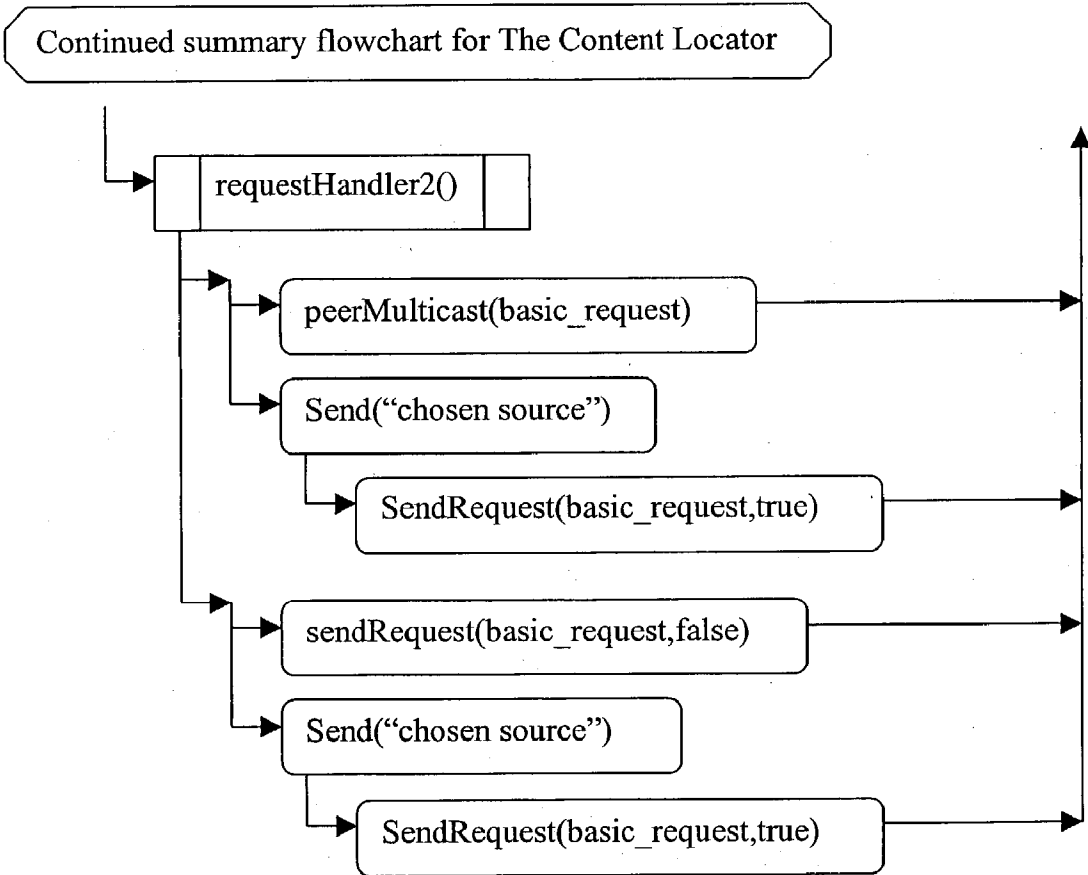 Continued summary flowchart for The Content Locator
requestHandler2()
peerMulticast(basic_request)
Send(“chosen source”)
SendRequest(basic_request,true)
sendRequest(basic_request,false)
Send(“chosen source”)
SendRequest(basic_request,true)